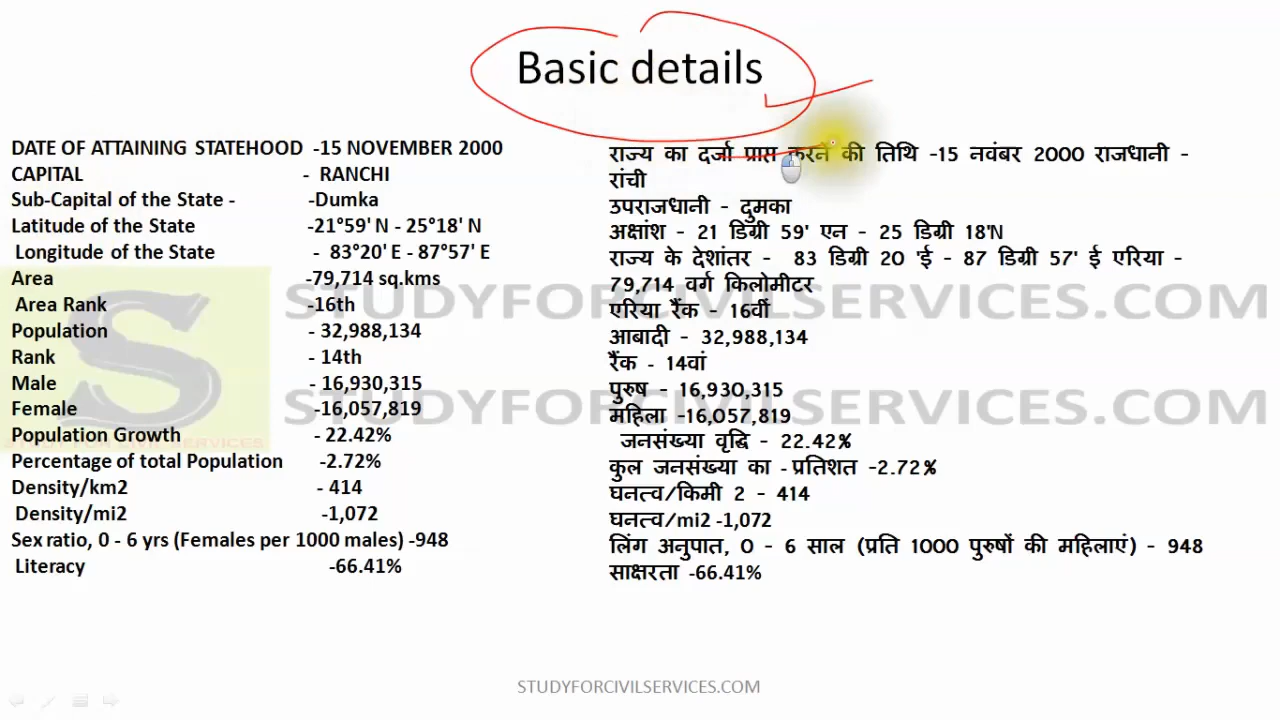 Basic details
DATE OF ATTAINING STATEHOOD -15 NOVEMBER 2000
CAPITAL - RANCHI
Sub-Capital of the State - -Dumka
Latitude of the State -21°59' N - 25°18' N
Longitude of the State - 83°20' E - 87°57' E
Area -79,714 sq.kms
Area Rank -16th
Population - 32,988,134
Rank - 14th
Male - 16,930,315
Female -16,057,819
Population Growth - 22.42%
Percentage of total Population -2.72%
Density/km2 - 414
Density/mi2 -1,072
Sex ratio, 0 - 6 yrs (Females per 1000 males) -948
Literacy -66.41%
राज्य का दर्जा प्राप्त करने की तिथि -15 नवंबर 2000 राजधानी -
रांची
उपराजधानी - दुमका
अक्षांश - 21 डिग्री 59' एन - 25 डिग्री 18'N
राज्य के देशांतर - 83 डिग्री 20 'ई - 87 डिग्री 57' ई एरिया -
79,714 वर्ग किलोमीटर
एरिया रैंक - 16वीं
आबादी - 32,988,134
रैंक - 14वां
पुरुष - 16,930,315
महिला -16,057,819
जनसंख्या वृद्धि - 22.42%
कुल जनसंख्या का - प्रतिशत -2.72%
घनत्व/किमी 2 - 414
घनत्व/mi2 -1,072
लिंग अनुपात, 0 - 6 साल (प्रति 1000 पुरुषों की महिलाएं) - 948
साक्षरता -66.41%
STUDYFORCIVILSERVICES.COM
STUDYFORCIVILSERVICES.COM
STUDY FOR CIVIL SERVICES
STUDYFORCIVILSERVICES.COM